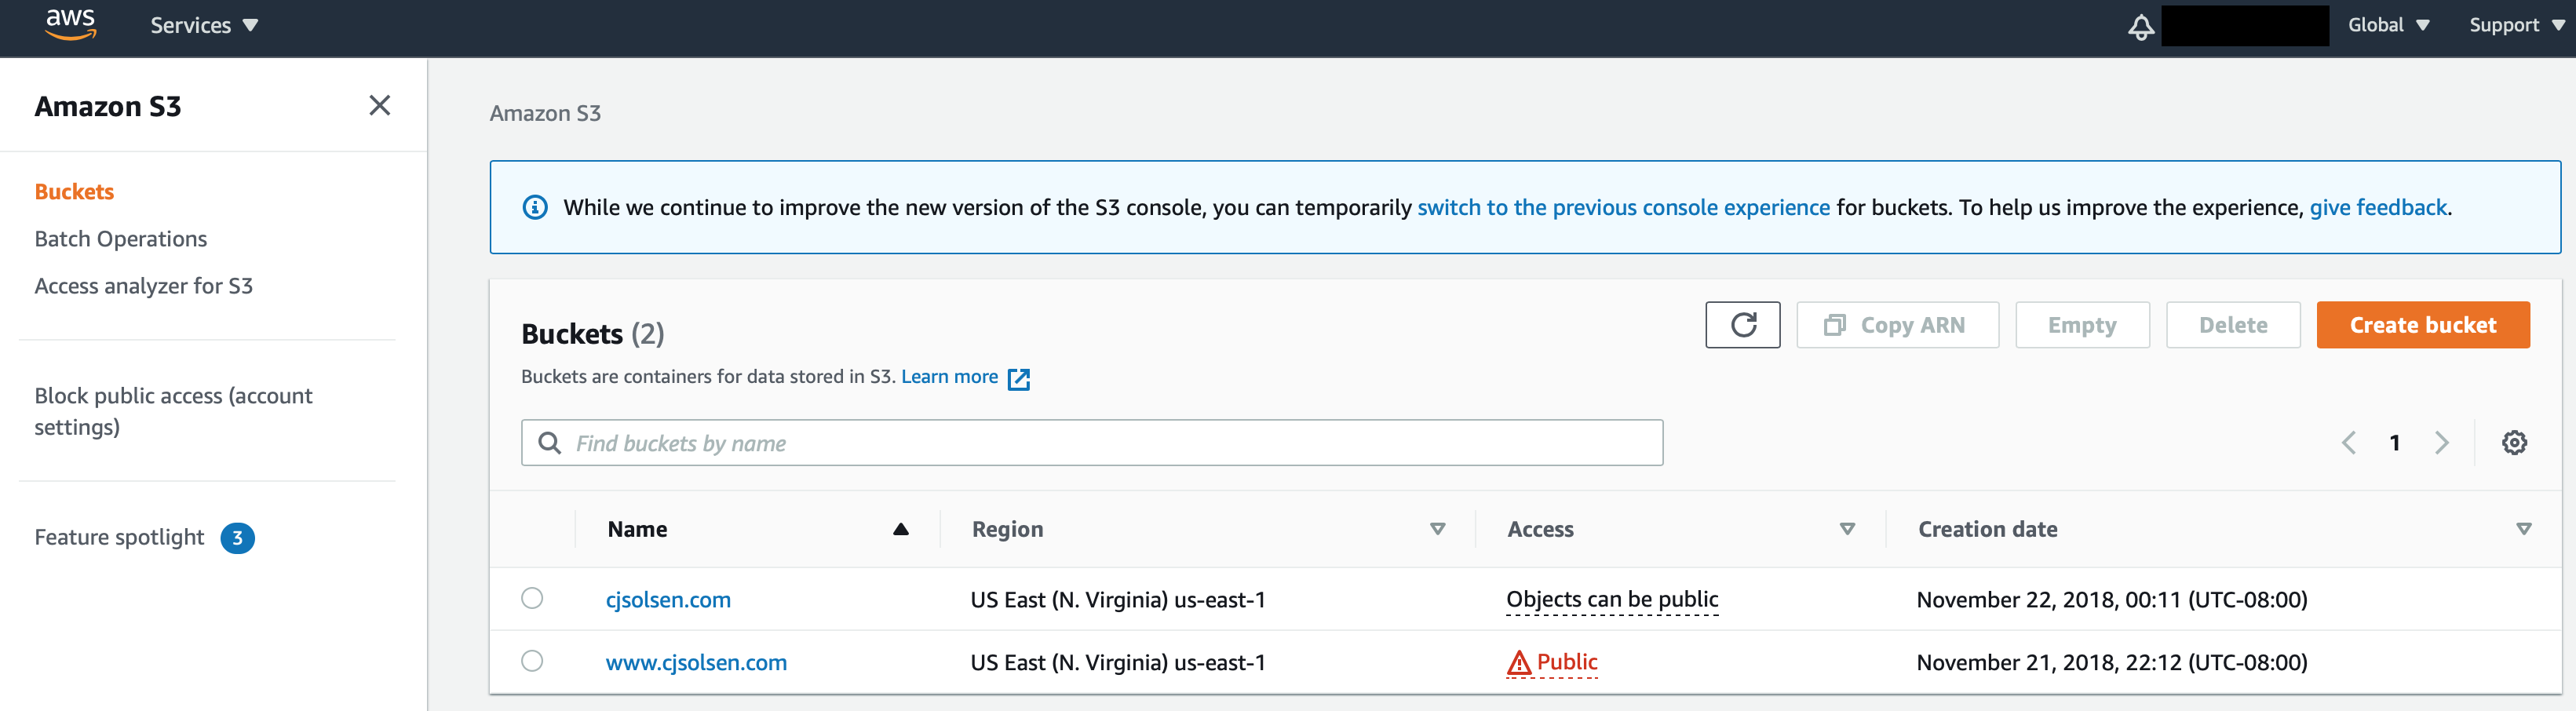 aws Services Global Support
Amazon S3
Buckets
Batch Operations
Access analyzer for S3
Block public access (account
settings)
Feature spotlight 3
Amazon S3
While we continue to improve the new version of the S3 console, you can temporarily switch to the previous console experience for buckets. To help us improve the experience, give feedback.
Buckets (2)
Copy ARN Empty Delete Create bucket
Buckets are containers for data stored in S3. Learn more
Find buckets by name
1
Name Region Access Creation date
cjsolsen.com US East (N. Virginia) us-east-1 Objects can be public November 22, 2018, 00:11 (UTC-08:00)
www.cjsolsen.com US East (N. Virginia) us-east-1 Public November 21, 2018, 22:12 (UTC-08:00)